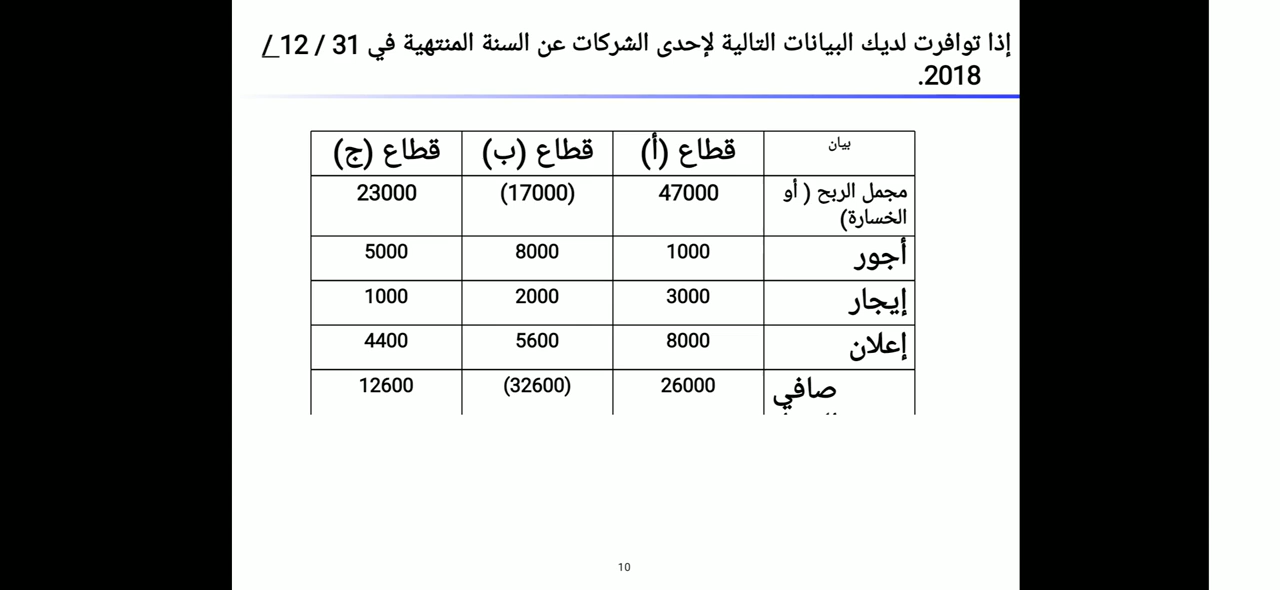 إذا توافرت لديك البيانات التالية لإحدى الشركات عن السنة المنتهية في 31 / 12 /
2018.
بيان قطاع (أ) قطاع (ب) قطاع (ج)
مجمل الربح ( أو الخسارة) 47000 (17000) 23000
أجور 1000 8000 5000
إيجار 3000 2000 1000
إعلان 8000 5600 4400
صافي 26000 (32600) 12600
10